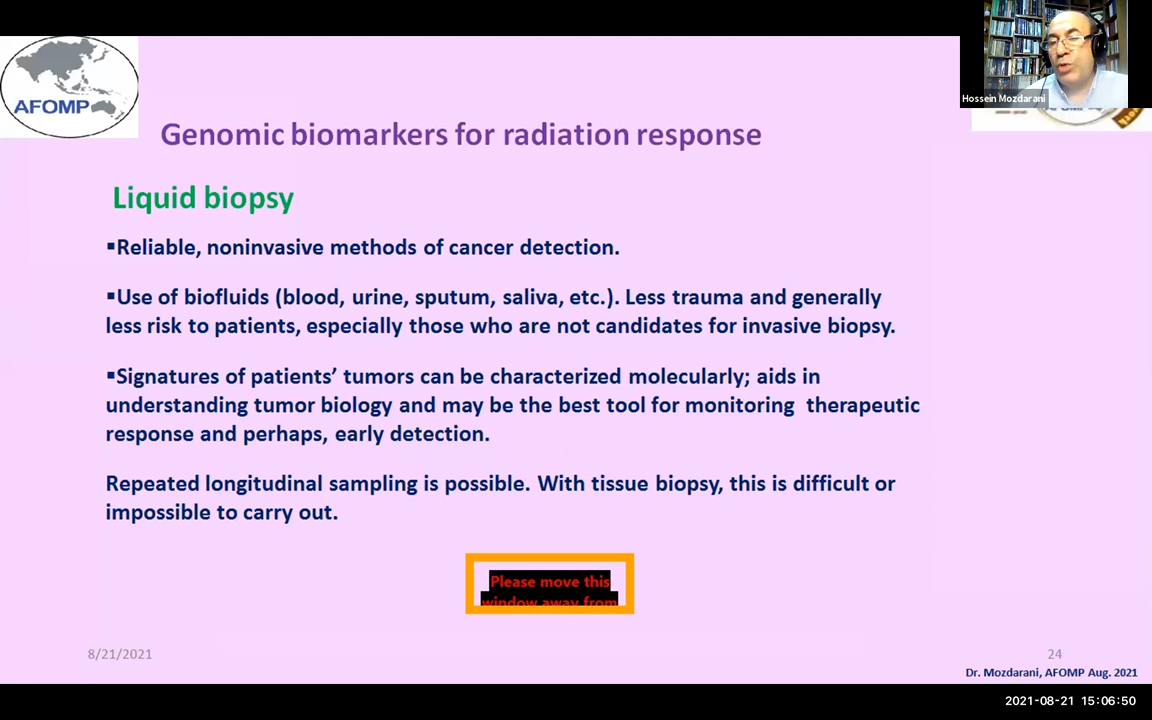 AFOMP
Hossein Mozdarani
Genomic biomarkers for radiation response
Liquid biopsy
▪Reliable, noninvasive methods of cancer detection.
▪Use of biofluids (blood, urine, sputum, saliva, etc.). Less trauma and generally
less risk to patients, especially those who are not candidates for invasive biopsy.
▪Signatures of patients’ tumors can be characterized molecularly; aids in
understanding tumor biology and may be the best tool for monitoring  therapeutic
response and perhaps, early detection.
Repeated longitudinal sampling is possible. With tissue biopsy, this is difficult or
impossible to carry out.
Please move this
window away from
8/21/2021
24
Dr. Mozdarani, AFOMP Aug. 2021
2021-08-21 15:06:50